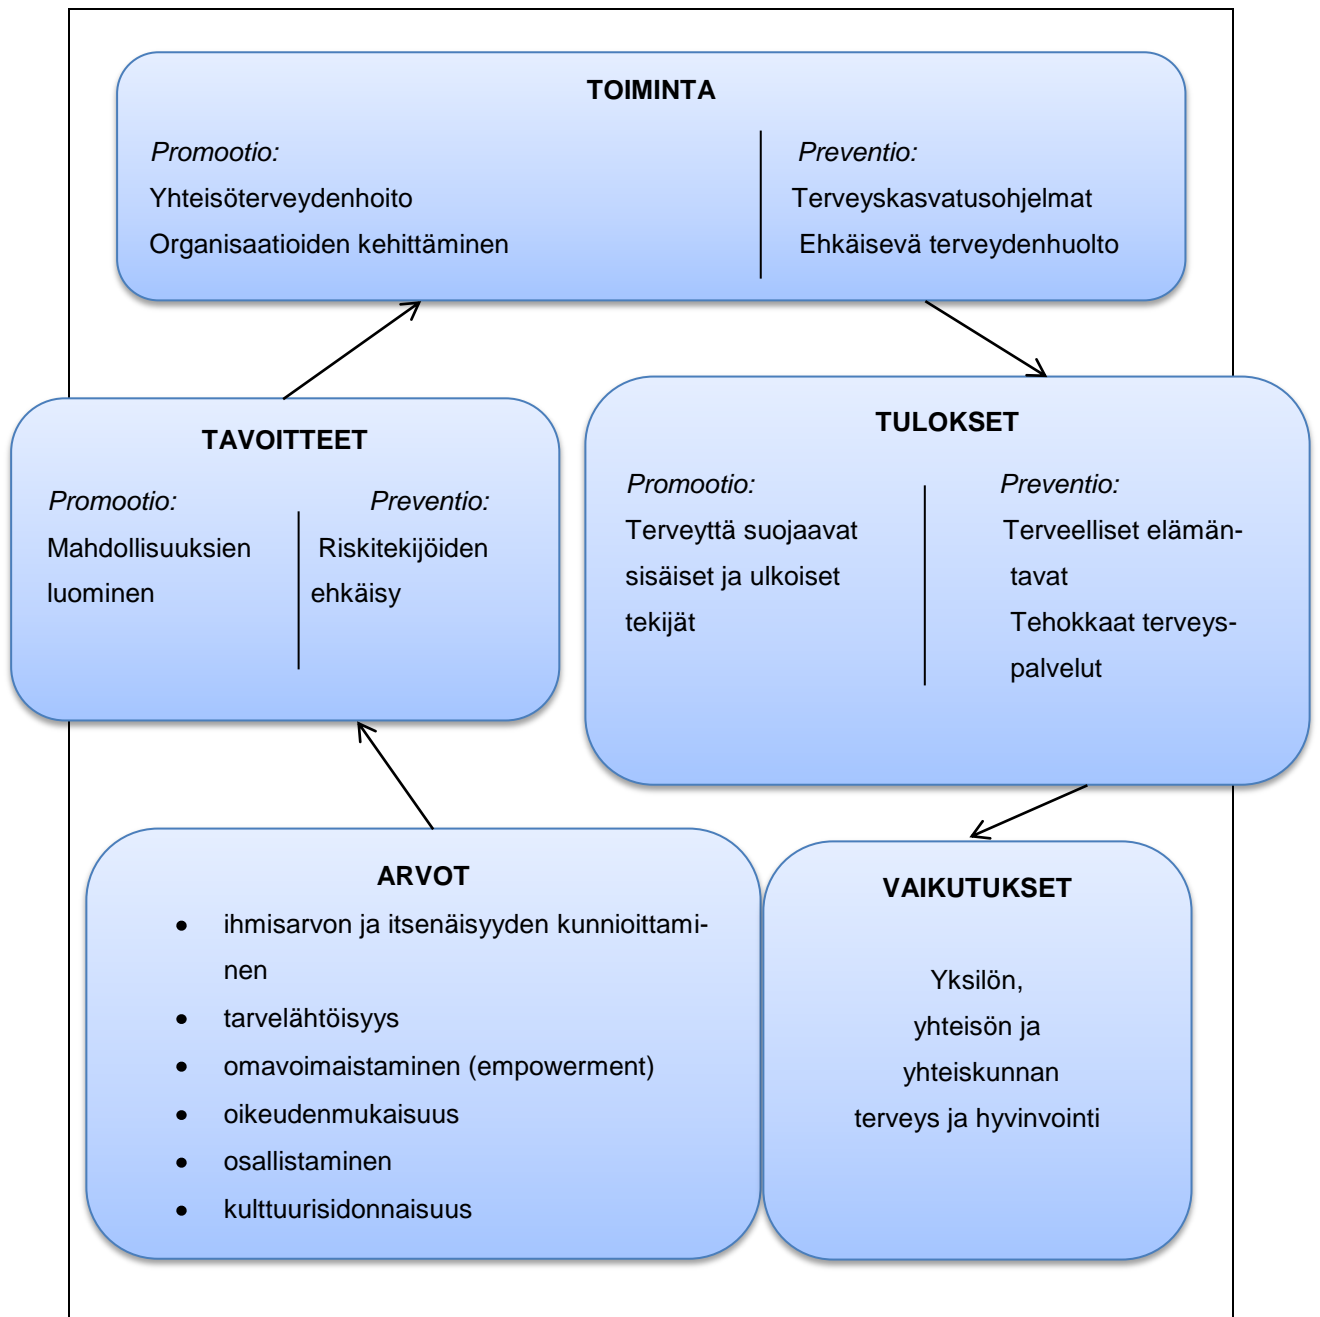 TOIMINTA
Promootio:
Yhteisöterveydenhoito
Organisaatioiden kehittäminen
Preventio:
Terveyskasvatusohjelmat
Ehkäisevä terveydenhuolto
TAVOITTEET
Promootio:
Mahdollisuuksien
luominen
Preventio:
Riskitekijöiden
ehkäisy
TULOKSET
Promootio:
Terveyttä suojaavat
sisäiset ja ulkoiset
tekijät
Preventio:
Terveelliset elämän-
tavat
Tehokkaat terveys-
palvelut
ARVOT
• ihmisarvon ja itsenäisyyden kunnioittami-
nen
• tarvelähtöisyys
• omavoimaistaminen (empowerment)
• oikeudenmukaisuus
• osallistaminen
• kulttuurisidonnaisuus
VAIKUTUKSET
Yksilön,
yhteisön ja
yhteiskunnan
terveys ja hyvinvointi